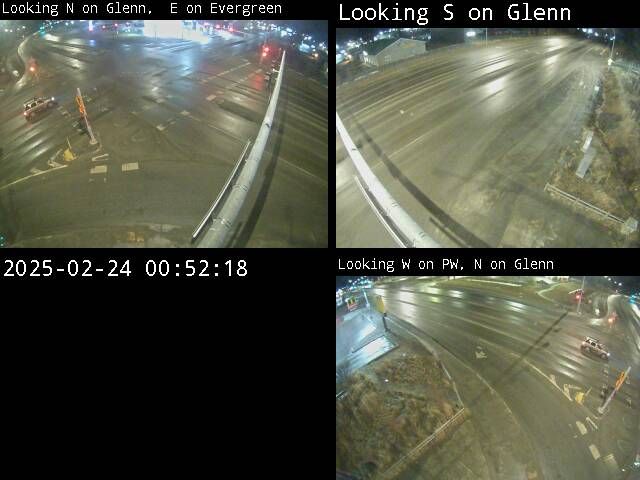 Looking N on Glenn, E on Evergreen
Looking S on Glenn
2025-02-24 00:52:18
Looking W on PW, N on Glenn